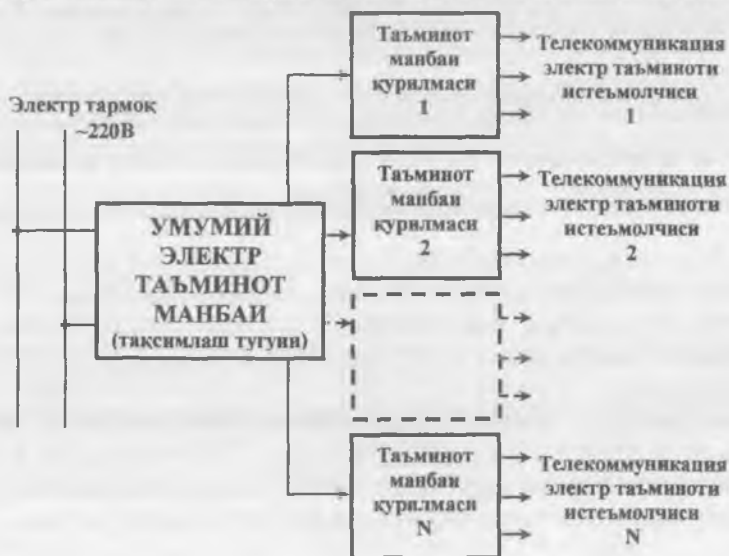 Электр тармоқ
~220В
УМУМИЙ
ЭЛЕКТР
ТАЪМИНОТ
МАНБАИ
(тақсимлаш тугуни)
Таъминот
манбаи
қурилмаси
1
Телекоммуникация
электр таъминоти
истеъмолчиси
1
Таъминот
манбаи
қурилмаси
2
Телекоммуникация
электр таъминоти
истеъмолчиси
2
Таъминот
манбаи
қурилмаси
N
Телекоммуникация
электр таъминоти
истеъмолчиси
N